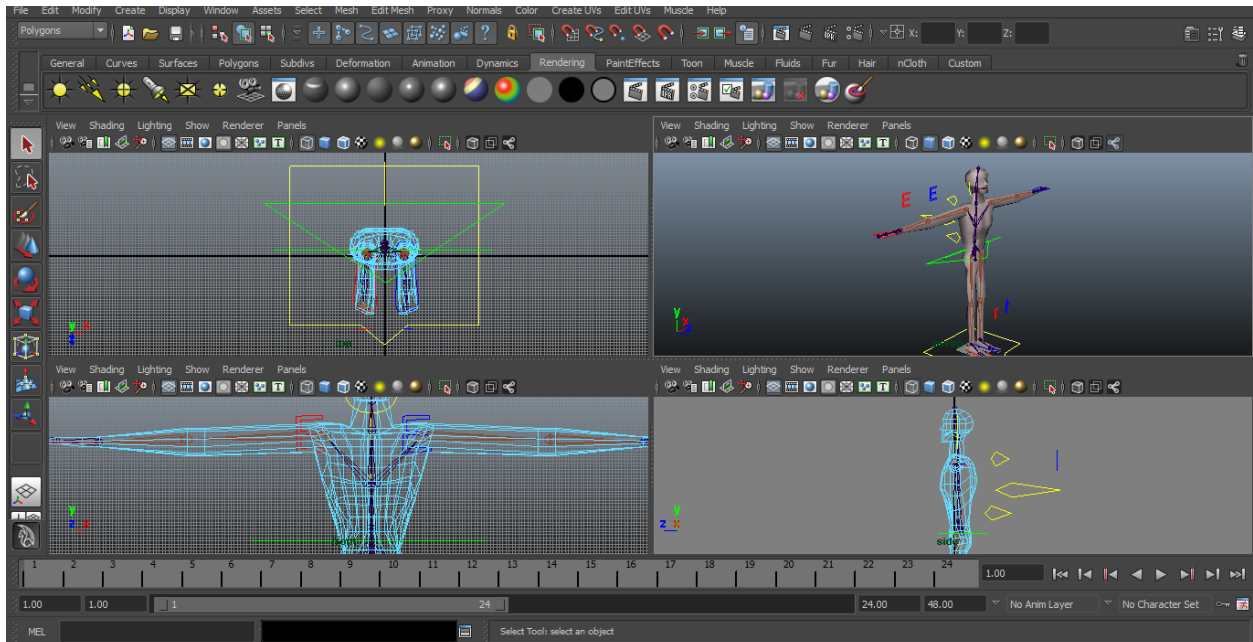 File Edit Modify Create Display Window Assets Select Mesh Edit Mesh Proxy Normals Color Create UVs Edit UVs Muscle Help
Polygons X: Y: Z:
General Curves Surfaces Polygons Subdivs Deformation Animation Dynamics Rendering PaintEffects Toon Muscle Fluids Fur Hair nCloth Custom
View Shading Lighting Show Renderer Panels
View Shading Lighting Show Renderer Panels
E E
y x
y x z
View Shading Lighting Show Renderer Panels
View Shading Lighting Show Renderer Panels
y
z x
y
z x
side
1 2 3 4 5 6 7 8 9 10 11 12 13 14 15 16 17 18 19 20 21 22 23 24 1.00
1.00 1.00 1 24 24.00 48.00 No Anim Layer No Character Set
MEL Select Tool: select an object